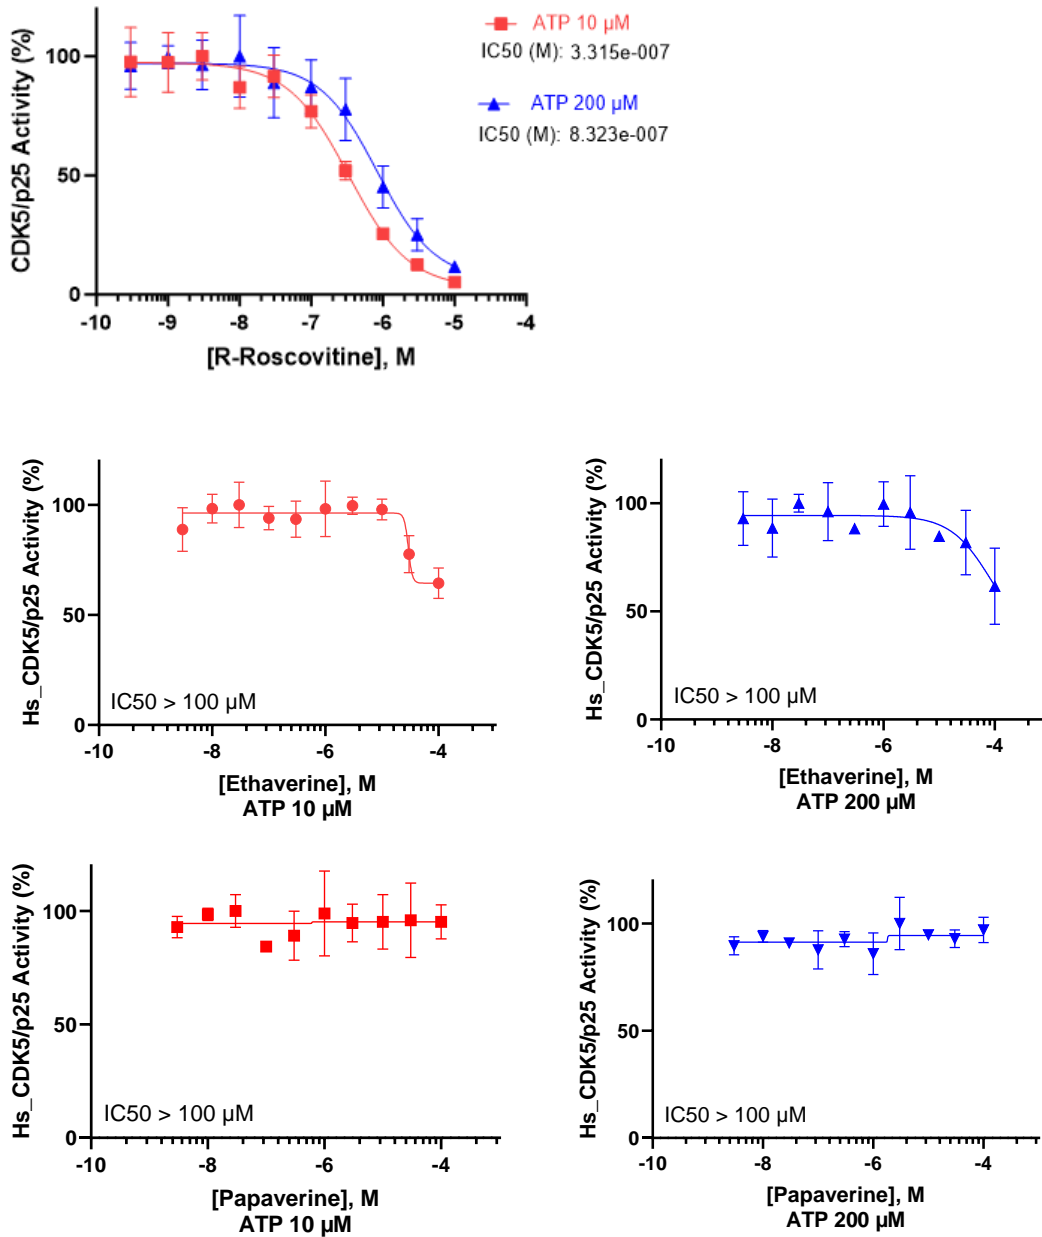 CDK5/p25 Activity (%)
100
50
0
-10 -9 -8 -7 -6 -5 -4
[R-Roscovitine], M
ATP 10 µM
IC50 (M): 3.315e-007
ATP 200 µM
IC50 (M): 8.323e-007
Hs_CDK5/p25 Activity (%)
100
50
0
IC50 > 100 µM
-10 -8 -6 -4
[Ethaverine], M
ATP 10 µM
Hs_CDK5/p25 Activity (%)
100
50
0
IC50 > 100 µM
-10 -8 -6 -4
[Ethaverine], M
ATP 200 µM
Hs_CDK5/p25 Activity (%)
100
50
0
IC50 > 100 µM
-10 -8 -6 -4
[Papaverine], M
ATP 10 µM
Hs_CDK5/p25 Activity (%)
100
50
0
IC50 > 100 µM
-10 -8 -6 -4
[Papaverine], M
ATP 200 µM